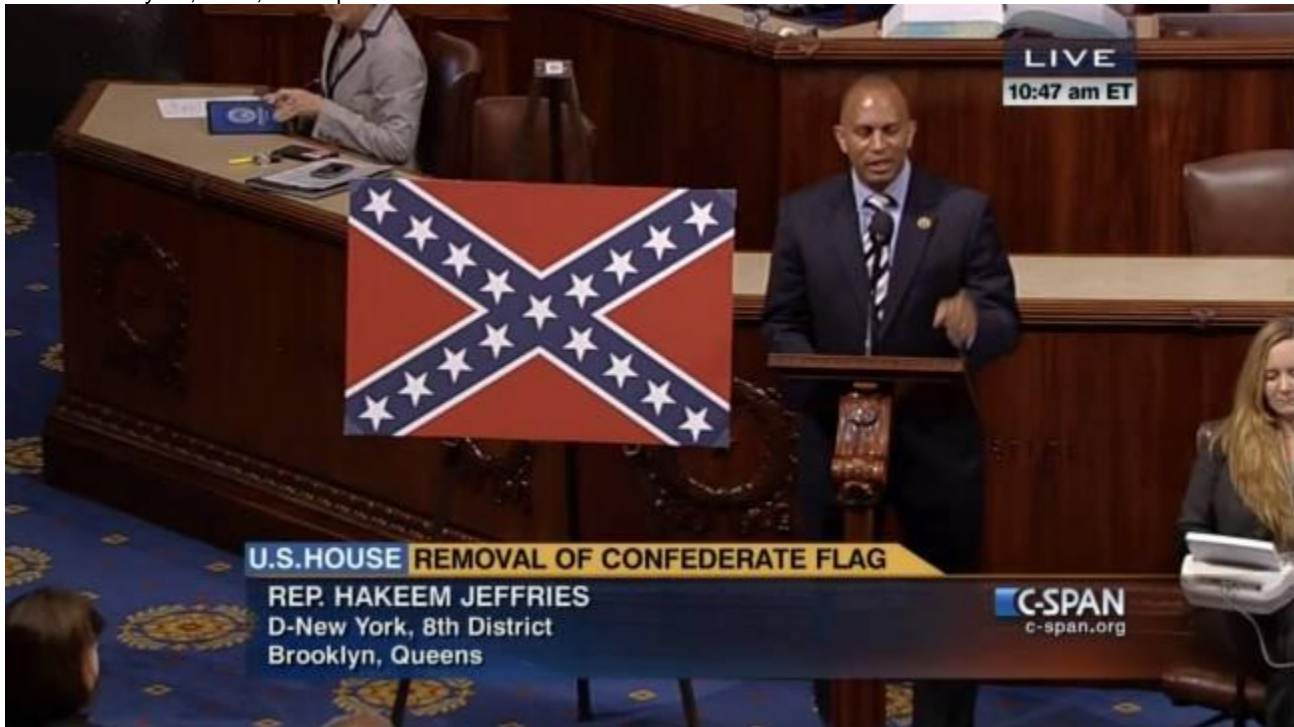 LIVE
10:47 am ET
U.S.HOUSE REMOVAL OF CONFEDERATE FLAG
REP. HAKEEM JEFFRIES
D-New York, 8th District
Brooklyn, Queens
C-SPAN
c-span.org